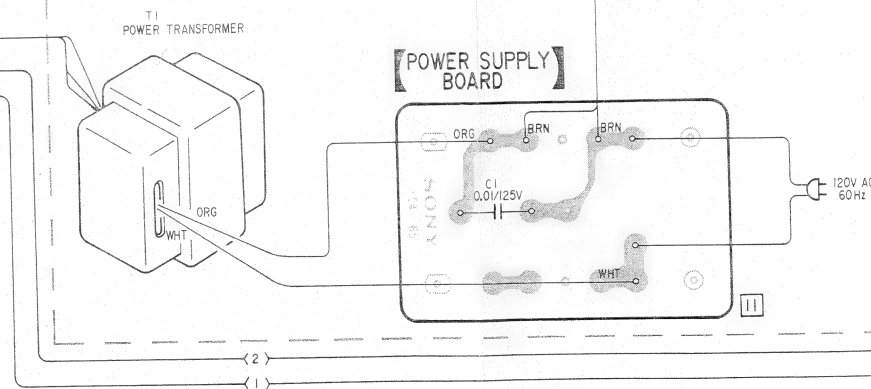 T1
POWER TRANSFORMER
ORG
WHT
POWER SUPPLY
BOARD
ORG
BRN
BRN
C1
0.01/125V
SONY
WHT
120V AC
60Hz
11
2
1